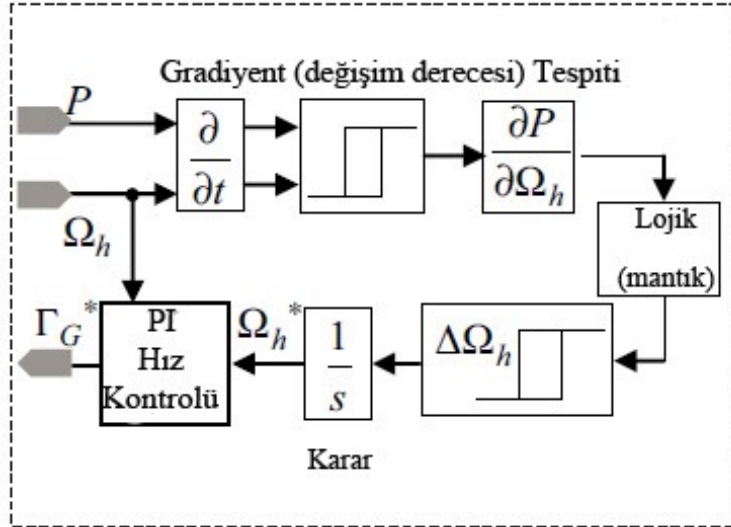 Gradiyent (değişim derecesi) Tespiti
P
∂
∂t
∂P
∂Ω_h
Ω_h
Lojik
(mantık)
Γ_G*
PI
Hız
Kontrolü
Ω_h*
1
s
ΔΩ_h
Karar